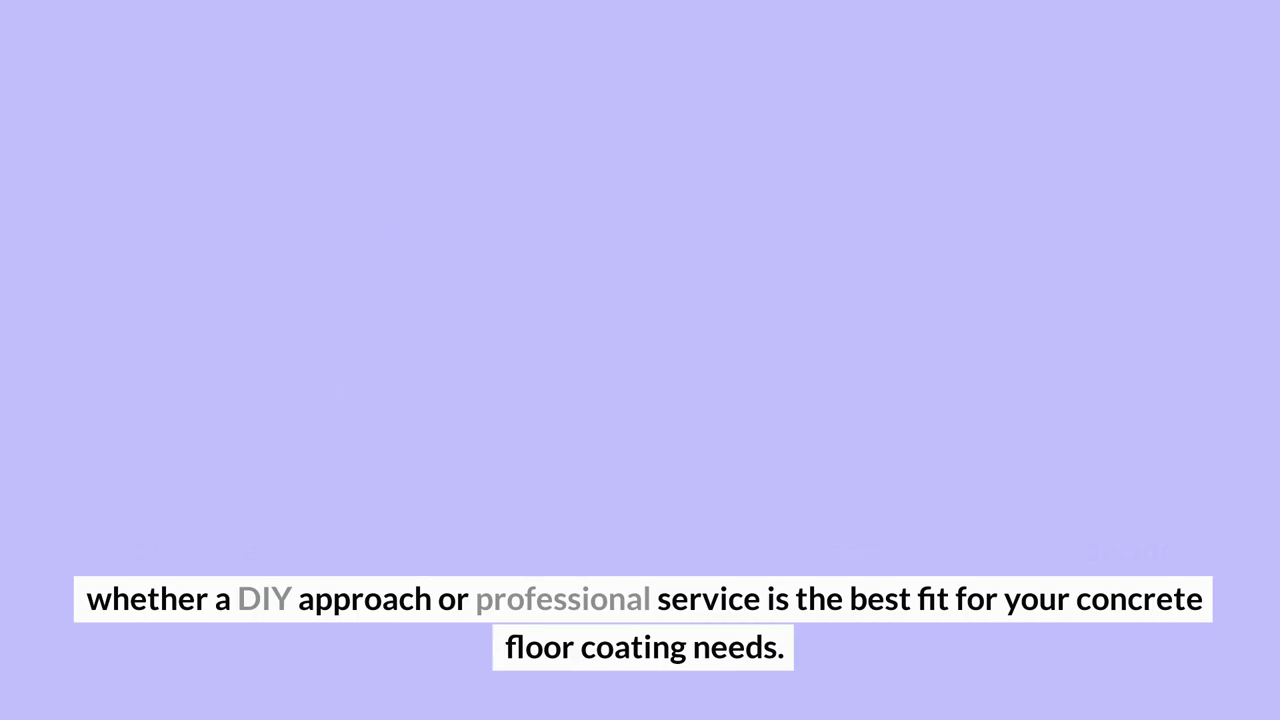 whether a DIY approach or professional service is the best fit for your concrete
floor coating needs.